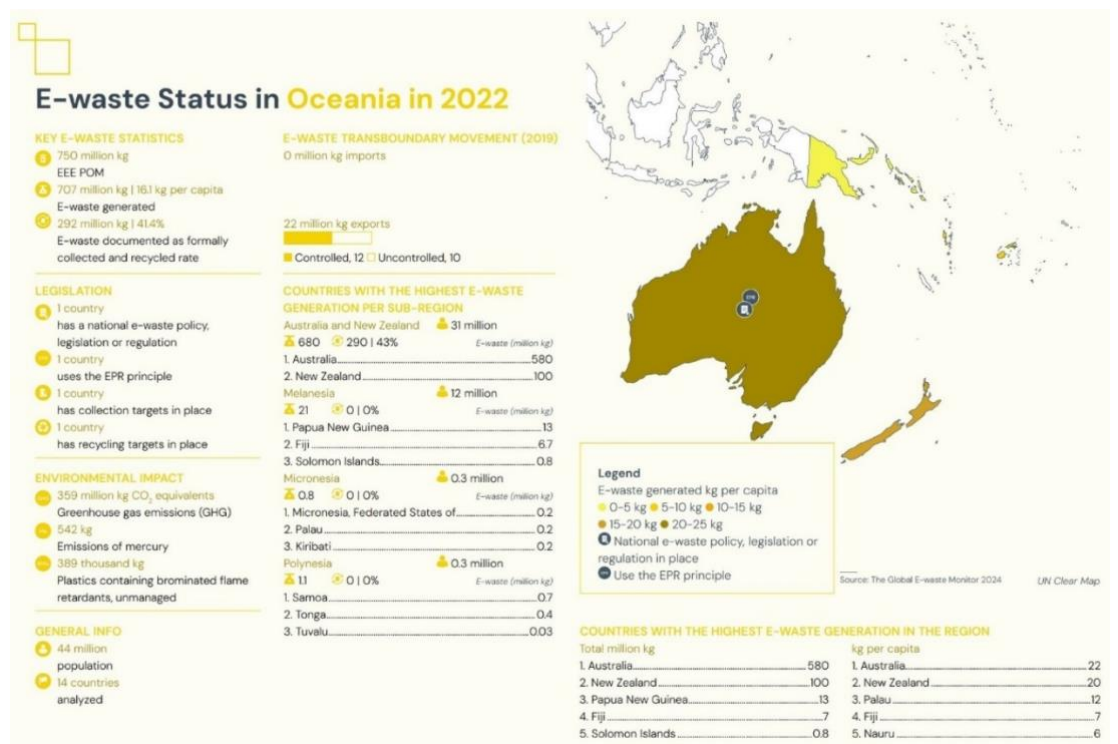 E-waste Status in Oceania in 2022
KEY E-WASTE STATISTICS
750 million kg
EEE POM
707 million kg | 16.1 kg per capita
E-waste generated
292 million kg | 41.4%
E-waste documented as formally
collected and recycled rate
LEGISLATION
1 country
has a national e-waste policy,
legislation or regulation
1 country
uses the EPR principle
1 country
has collection targets in place
1 country
has recycling targets in place
ENVIRONMENTAL IMPACT
359 million kg CO₂ equivalents
Greenhouse gas emissions (GHG)
542 kg
Emissions of mercury
389 thousand kg
Plastics containing brominated flame
retardants, unmanaged
GENERAL INFO
44 million
population
14 countries
analyzed
E-WASTE TRANSBOUNDARY MOVEMENT (2019)
0 million kg imports
22 million kg exports
Controlled, 12 Uncontrolled, 10
COUNTRIES WITH THE HIGHEST E-WASTE
GENERATION PER SUB-REGION
Australia and New Zealand 31 million
680 290 | 43% E-waste (million kg)
1. Australia 580
2. New Zealand 100
Melanesia 12 million
21 0 | 0% E-waste (million kg)
1. Papua New Guinea 13
2. Fiji 6.7
3. Solomon Islands 0.8
Micronesia 0.3 million
0.8 0 | 0% E-waste (million kg)
1. Micronesia, Federated States of 0.2
2. Palau 0.2
3. Kiribati 0.2
Polynesia 0.3 million
1.1 0 | 0% E-waste (million kg)
1. Samoa 0.7
2. Tonga 0.4
3. Tuvalu 0.03
Legend
E-waste generated kg per capita
0-5 kg 5-10 kg 10-15 kg
15-20 kg 20-25 kg
National e-waste policy, legislation or
regulation in place
Use the EPR principle
Source: The Global E-waste Monitor 2024 UN Clear Map
COUNTRIES WITH THE HIGHEST E-WASTE GENERATION IN THE REGION
Total million kg
1. Australia 580
2. New Zealand 100
3. Papua New Guinea 13
4. Fiji 7
5. Solomon Islands 0.8
kg per capita
1. Australia 22
2. New Zealand 20
3. Palau 12
4. Fiji 7
5. Nauru 6